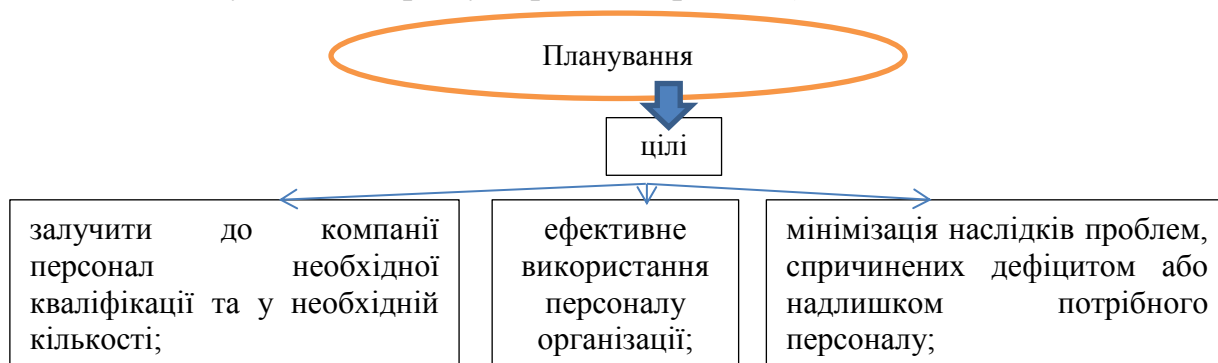 Планування
цілі
залучити до компанії
персонал необхідної
кваліфікації та у необхідній
кількості;
ефективне
використання
персоналу
організації;
мінімізація наслідків проблем,
спричинених дефіцитом або
надлишком потрібного
персоналу;